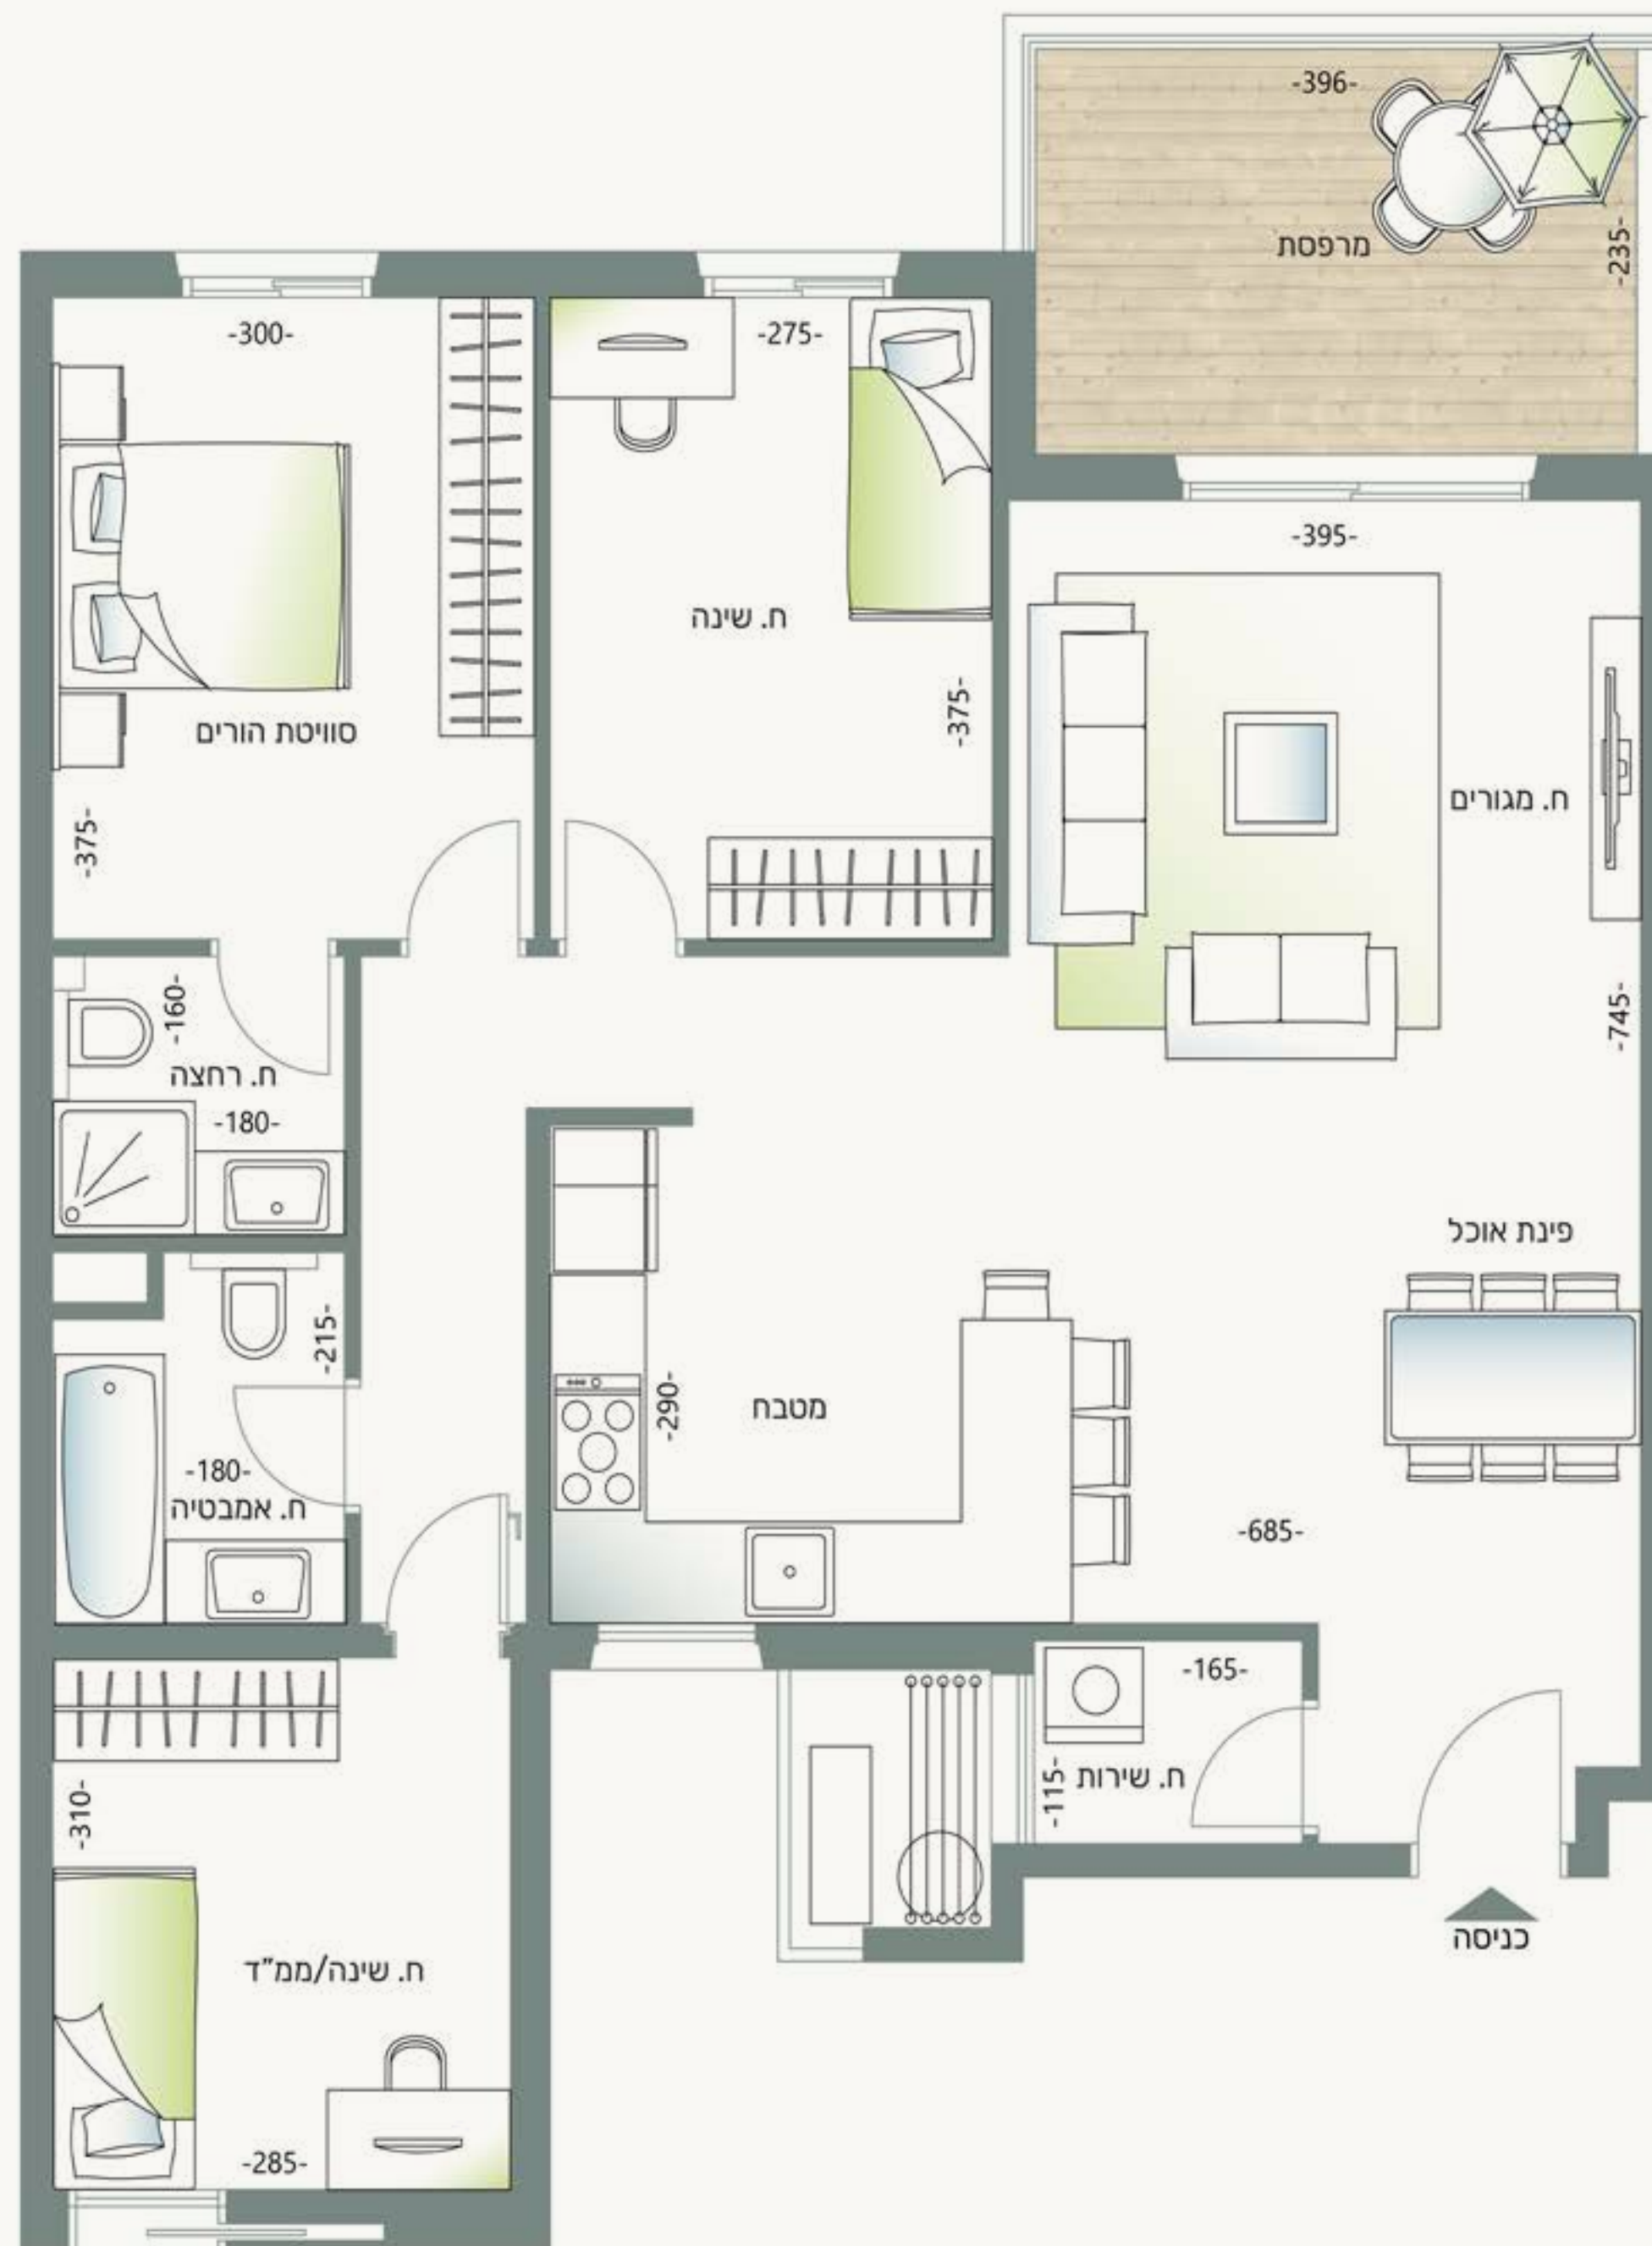 -396-
מרפסת
-235-
-300-
-275-
סוויטת הורים
-375-
ח. שינה
-375-
-395-
ח. מגורים
-745-
-160-
ח. רחצה
-180-
-215-
-180-
ח. אמבטיה
-290-
מטבח
פינת אוכל
-685-
-165-
-115-
ח. שירות
כניסה
-310-
ח. שינה/ממ"ד
-285-